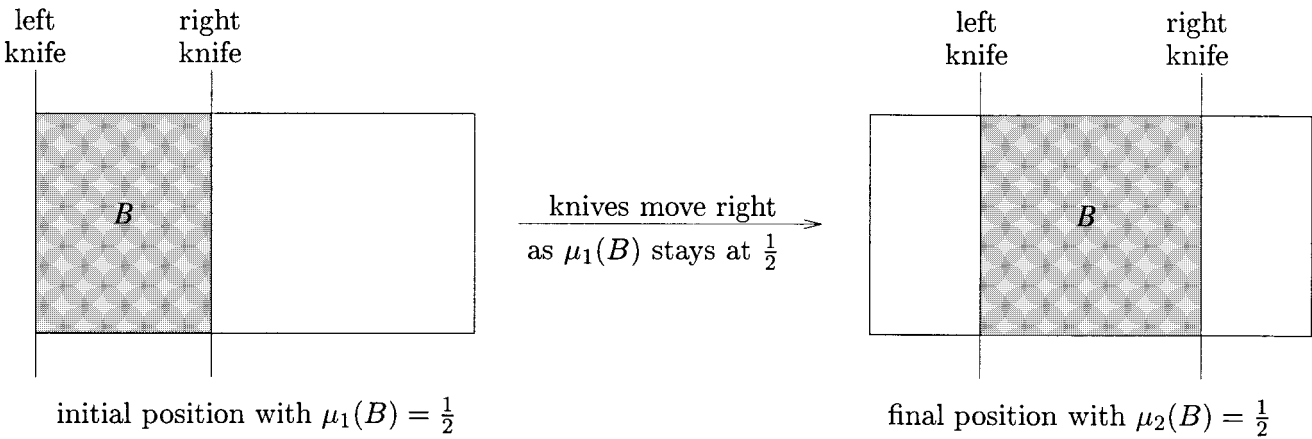 left
knife
right
knife
B
initial position with μ₁(B) = ½
knives move right
as μ₁(B) stays at ½
left
knife
right
knife
B
final position with μ₂(B) = ½